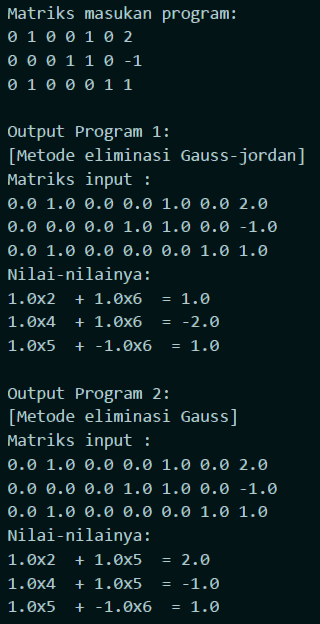 Matriks masukan program:
0 1 0 0 1 0 2
0 0 0 1 1 0 -1
0 1 0 0 0 1 1
Output Program 1:
[Metode eliminasi Gauss-jordan]
Matriks input :
0.0 1.0 0.0 0.0 1.0 0.0 2.0
0.0 0.0 0.0 1.0 1.0 0.0 -1.0
0.0 1.0 0.0 0.0 0.0 1.0 1.0
Nilai-nilainya:
1.0x2  + 1.0x6  = 1.0
1.0x4  + 1.0x6  = -2.0
1.0x5  + -1.0x6  = 1.0
Output Program 2:
[Metode eliminasi Gauss]
Matriks input :
0.0 1.0 0.0 0.0 1.0 0.0 2.0
0.0 0.0 0.0 1.0 1.0 0.0 -1.0
0.0 1.0 0.0 0.0 0.0 1.0 1.0
Nilai-nilainya:
1.0x2  + 1.0x5  = 2.0
1.0x4  + 1.0x5  = -1.0
1.0x5  + -1.0x6  = 1.0